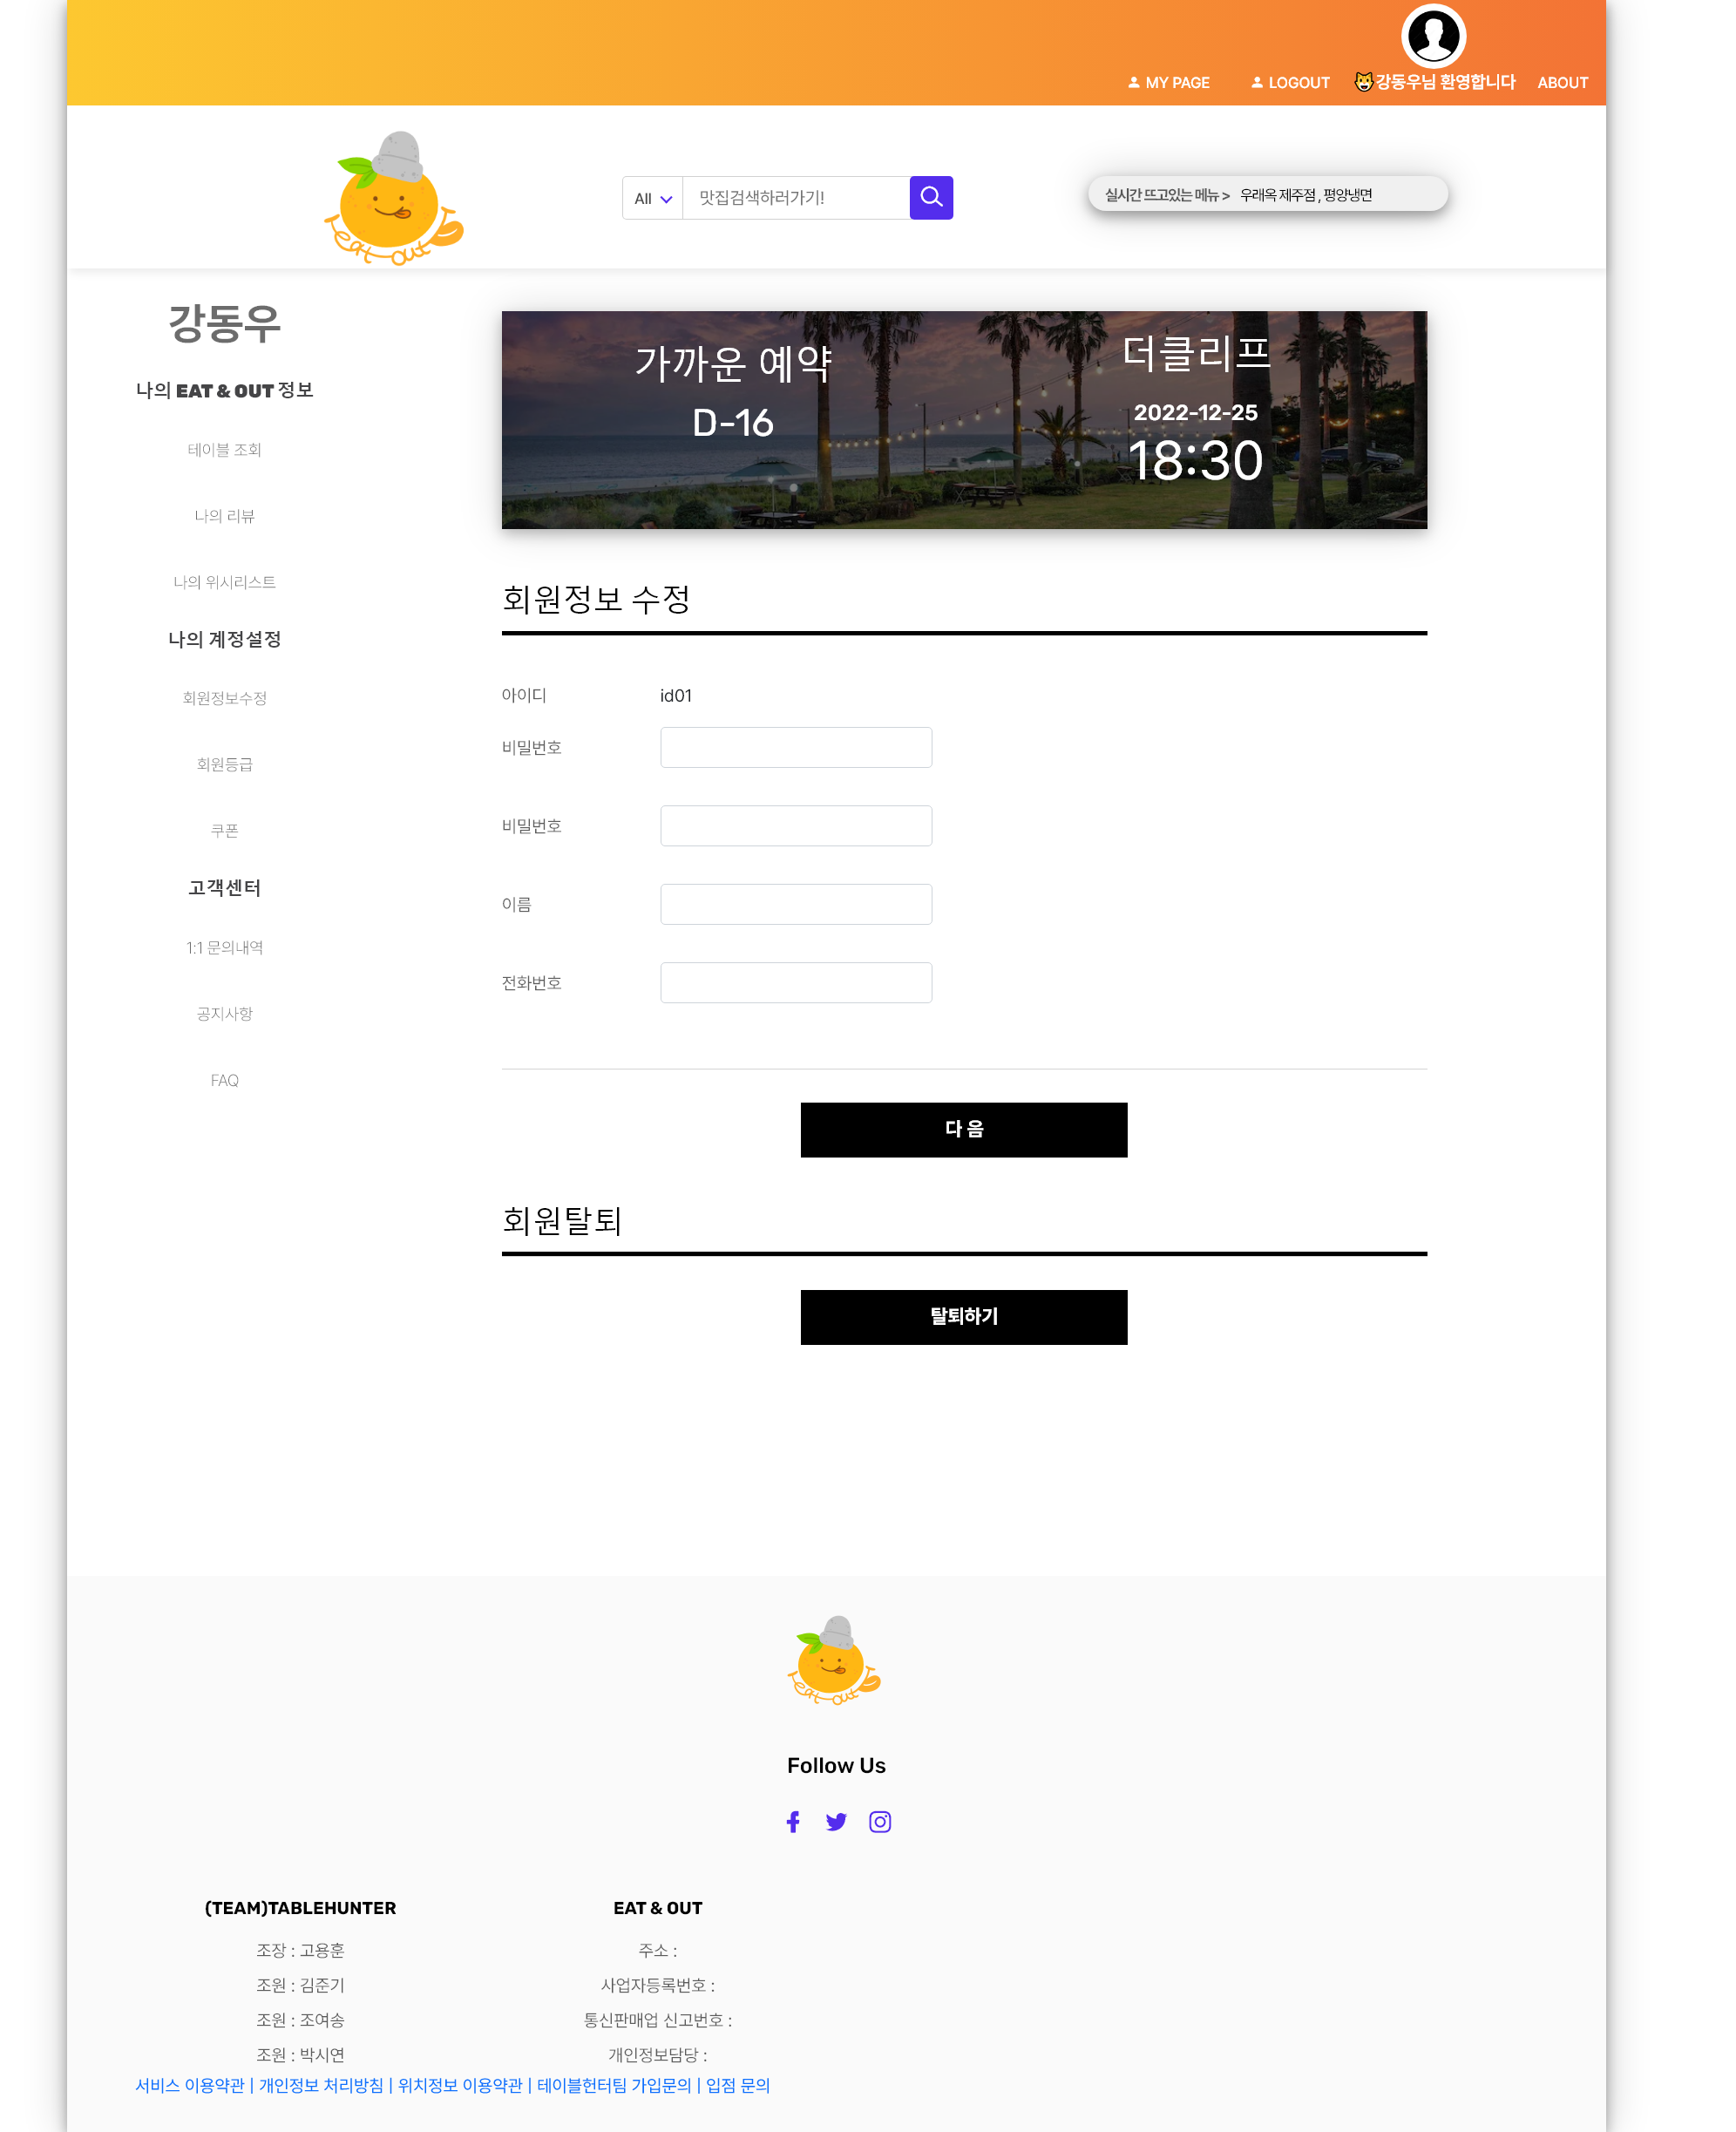 MY PAGE LOGOUT 강동우님 환영합니다 ABOUT
eat out
All 맛집검색하러가기!
실시간 뜨고있는 메뉴 > 우래옥 제주점 , 평양냉면
강동우
나의 EAT & OUT 정보
테이블 조회
나의 리뷰
나의 위시리스트
나의 계정설정
회원정보수정
회원등급
쿠폰
고객센터
1:1 문의내역
공지사항
FAQ
가까운 예약
D-16
더클리프
2022-12-25
18:30
회원정보 수정
아이디 id01
비밀번호
비밀번호
이름
전화번호
다 음
회원탈퇴
탈퇴하기
eat out
Follow Us
(TEAM)TABLEHUNTER
조장 : 고용훈
조원 : 김준기
조원 : 조여송
조원 : 박시연
EAT & OUT
주소 :
사업자등록번호 :
통신판매업 신고번호 :
개인정보담당 :
서비스 이용약관 | 개인정보 처리방침 | 위치정보 이용약관 | 테이블헌터팀 가입문의 | 입점 문의